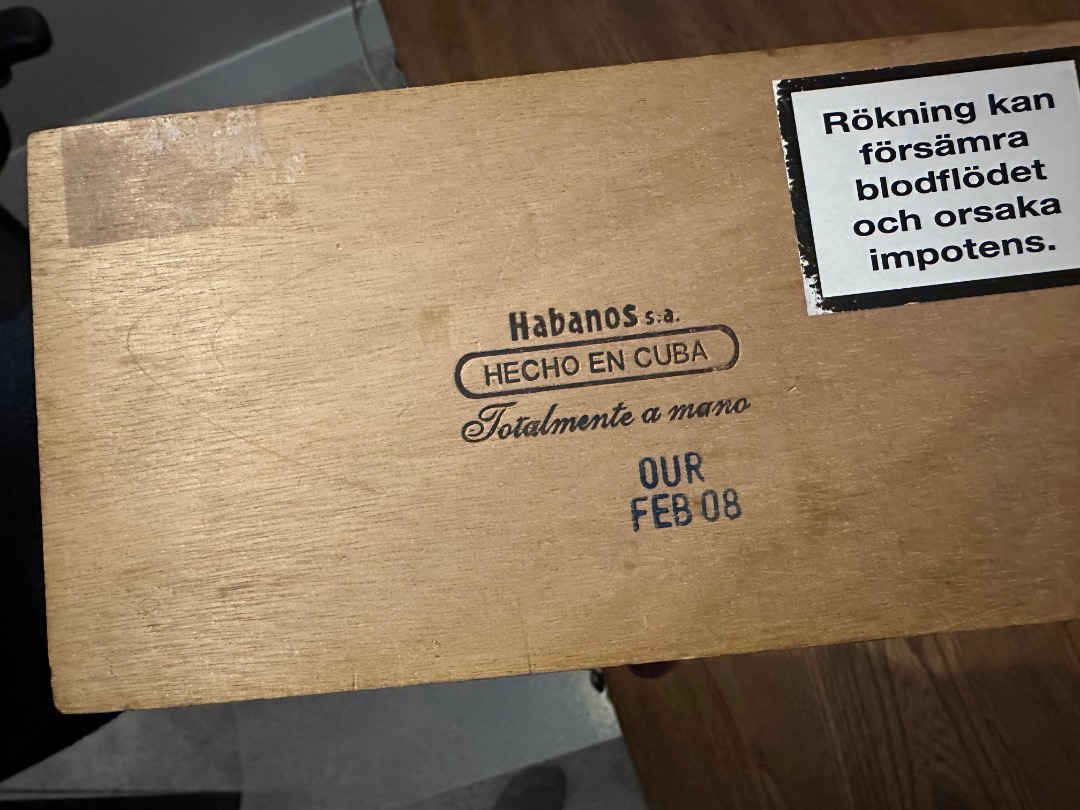 Rökning kan
försämra
blodflödet
och orsaka
impotens.
Habanos s.a.
HECHO EN CUBA
Totalmente a mano
OUR
FEB 08